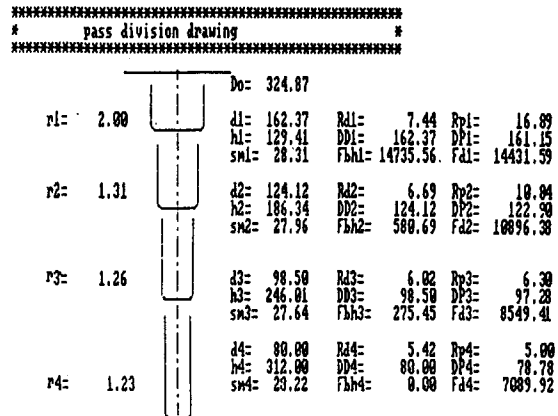 ****************************************************
* pass division drawing *
****************************************************
Do= 324.87
r1= 2.00 d1= 162.37 Rd1= 7.44 Rp1= 16.89
h1= 129.41 DD1= 162.37 DP1= 161.15
sm1= 28.31 Fbh1= 14735.56 Fd1= 14431.59
r2= 1.31 d2= 124.12 Rd2= 6.69 Rp2= 10.84
h2= 186.34 DD2= 124.12 DP2= 122.90
sm2= 27.96 Fbh2= 580.69 Fd2= 10896.38
r3= 1.26 d3= 98.50 Rd3= 6.02 Rp3= 6.30
h3= 246.01 DD3= 98.50 DP3= 97.28
sm3= 27.64 Fbh3= 275.45 Fd3= 8549.41
d4= 80.00 Rd4= 5.42 Rp4= 5.00
h4= 312.00 DD4= 80.00 DP4= 78.78
r4= 1.23 sm4= 23.22 Fbh4= 0.00 Fd4= 7089.92